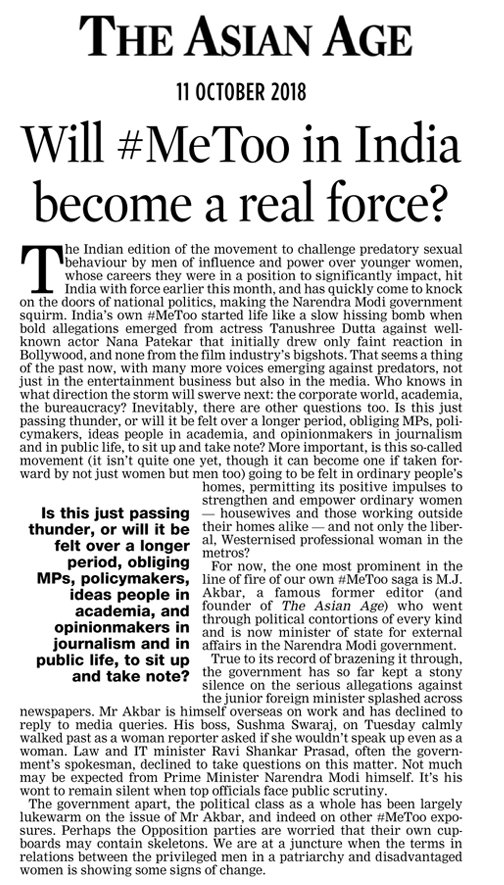 THE ASIAN AGE
11 OCTOBER 2018
Will #MeToo in India
become a real force?
The Indian edition of the movement to challenge predatory sexual
behaviour by men of influence and power over younger women,
whose careers they were in a position to significantly impact, hit
India with force earlier this month, and has quickly come to knock
on the doors of national politics, making the Narendra Modi government
squirm. India's own #MeToo started life like a slow hissing bomb when
bold allegations emerged from actress Tanushree Dutta against well-
known actor Nana Patekar that initially drew only faint reaction in
Bollywood, and none from the film industry's bigshots. That seems a thing
of the past now, with many more voices emerging against predators, not
just in the entertainment business but also in the media. Who knows in
what direction the storm will swerve next: the corporate world, academia,
the bureaucracy? Inevitably, there are other questions too. Is this just
passing thunder, or will it be felt over a longer period, obliging MPs, poli-
cymakers, ideas people in academia, and opinionmakers in journalism
and in public life, to sit up and take note? More important, is this so-called
movement (it isn't quite one yet, though it can become one if taken for-
ward by not just women but men too) going to be felt in ordinary people's
homes, permitting its positive impulses to
strengthen and empower ordinary women
— housewives and those working outside
their homes alike — and not only the liber-
al, Westernised professional woman in the
metros?
For now, the one most prominent in the
line of fire of our own #MeToo saga is M.J.
Akbar, a famous former editor (and
founder of The Asian Age) who went
through political contortions of every kind
and is now minister of state for external
affairs in the Narendra Modi government.
True to its record of brazening it through,
the government has so far kept a stony
silence on the serious allegations against
the junior foreign minister splashed across
Is this just passing
thunder, or will it be
felt over a longer
period, obliging
MPs, policymakers,
ideas people in
academia, and
opinionmakers in
journalism and in
public life, to sit up
and take note?
newspapers. Mr Akbar is himself overseas on work and has declined to
reply to media queries. His boss, Sushma Swaraj, on Tuesday calmly
walked past as a woman reporter asked if she wouldn't speak up even as a
woman. Law and IT minister Ravi Shankar Prasad, often the govern-
ment's spokesman, declined to take questions on this matter. Not much
may be expected from Prime Minister Narendra Modi himself. It's his
wont to remain silent when top officials face public scrutiny.
The government apart, the political class as a whole has been largely
lukewarm on the issue of Mr Akbar, and indeed on other #MeToo expo-
sures. Perhaps the Opposition parties are worried that their own cup-
boards may contain skeletons. We are at a juncture when the terms in
relations between the privileged men in a patriarchy and disadvantaged
women is showing some signs of change.